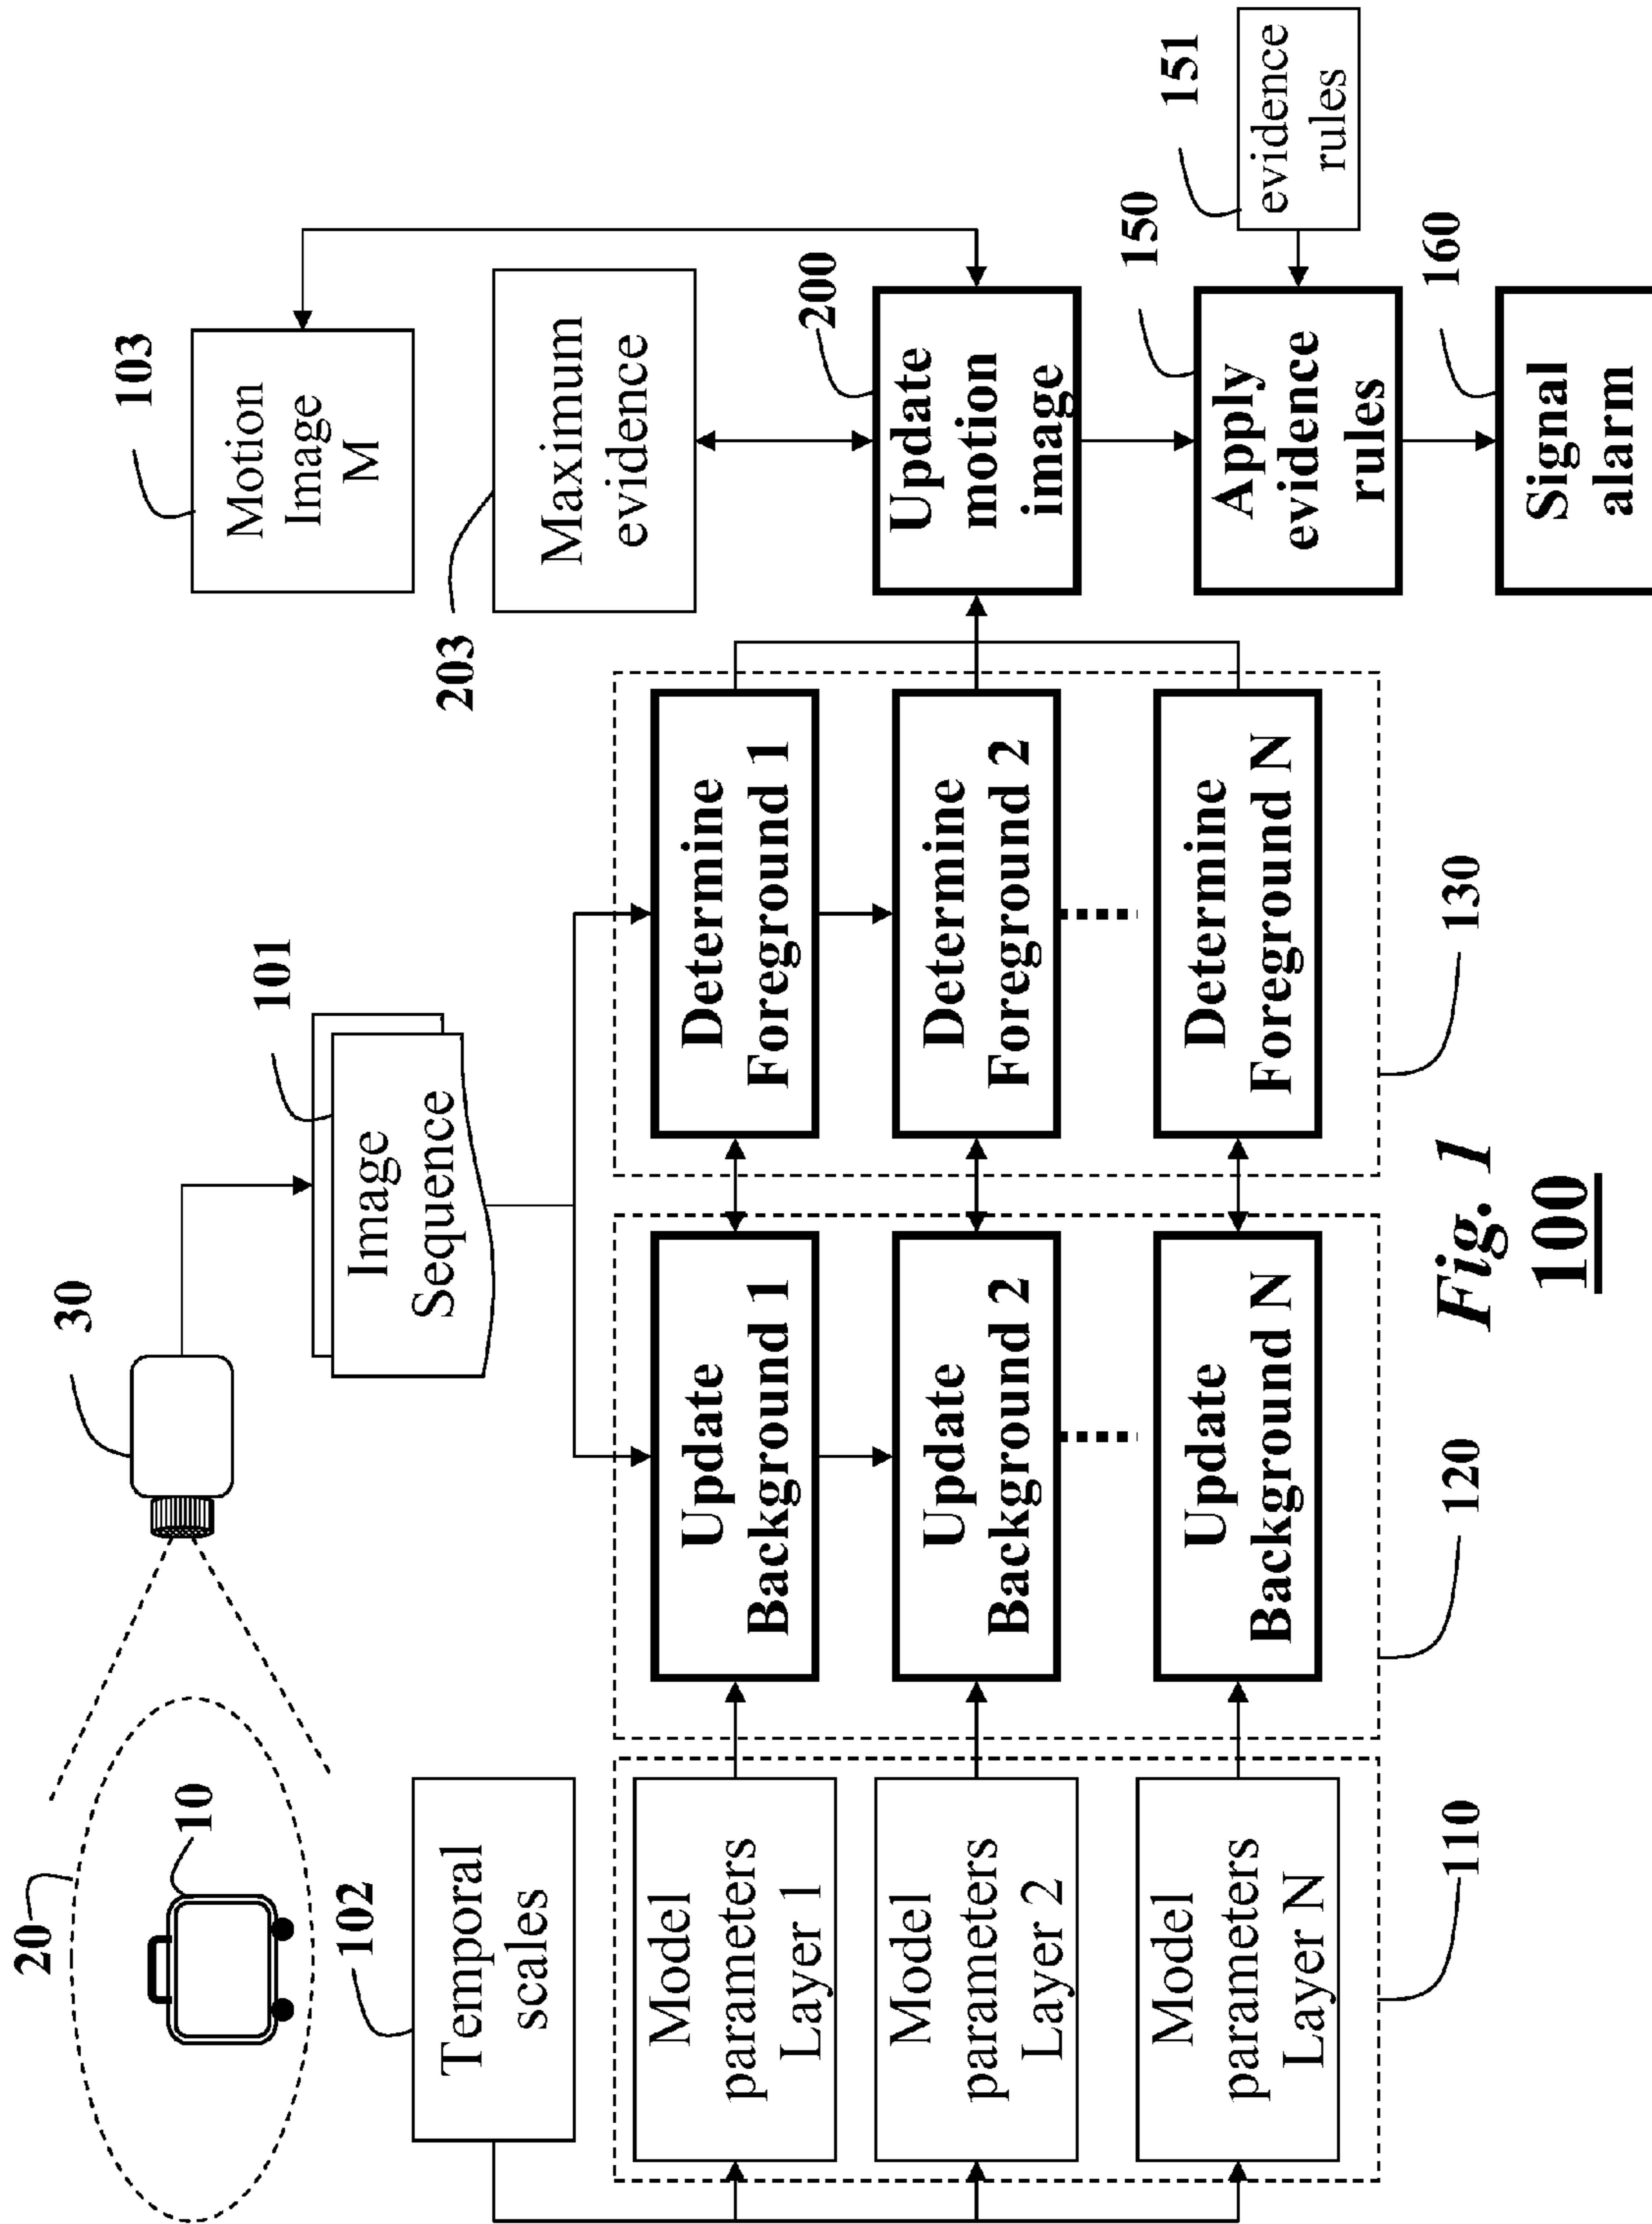 20
10
30
102
Temporal
scales
101
Image
Sequence
103
Motion
Image
M
203
Maximum
evidence
Model
parameters
Layer 1
Update
Background 1
Determine
Foreground 1
Model
parameters
Layer 2
Update
Background 2
Determine
Foreground 2
Model
parameters
Layer N
Update
Background N
Determine
Foreground N
200
Update
motion
image
150
Apply
evidence
rules
151
evidence
rules
160
Signal
alarm
110
120
130
Fig. 1
100